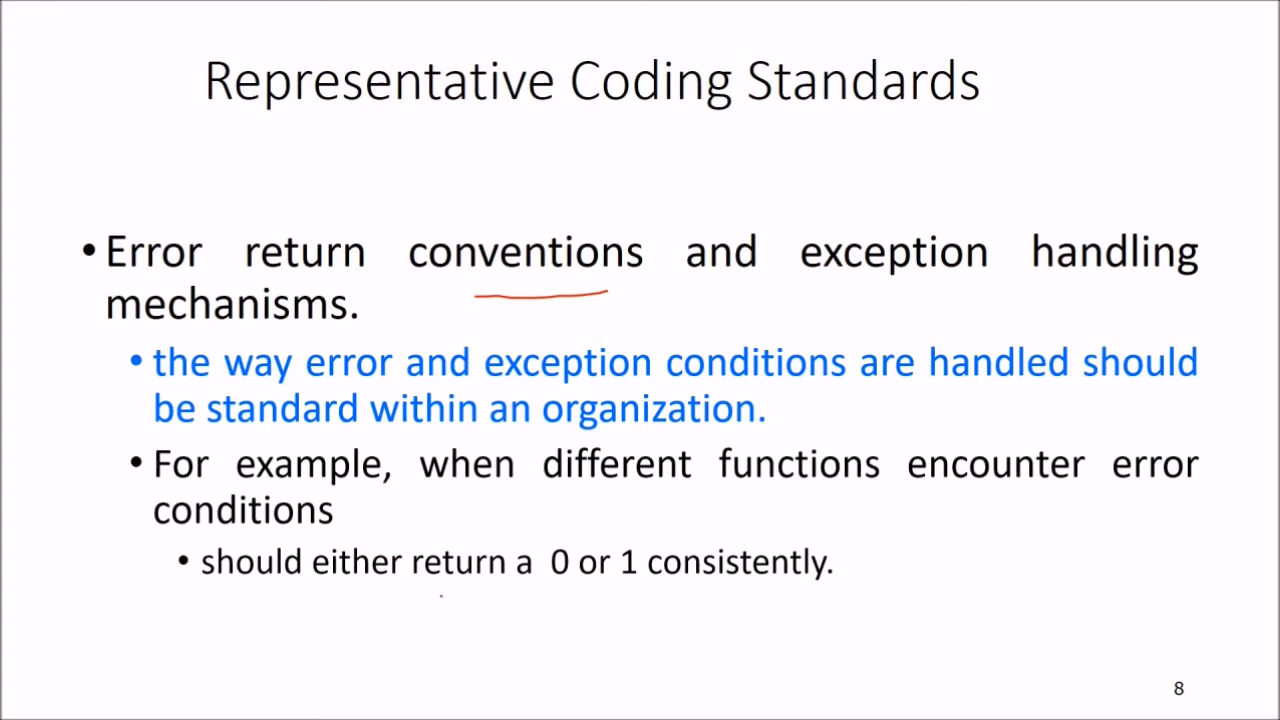 Representative Coding Standards
• Error return conventions and exception handling
mechanisms.
• the way error and exception conditions are handled should
be standard within an organization.
• For example, when different functions encounter error
conditions
• should either return a 0 or 1 consistently.
8